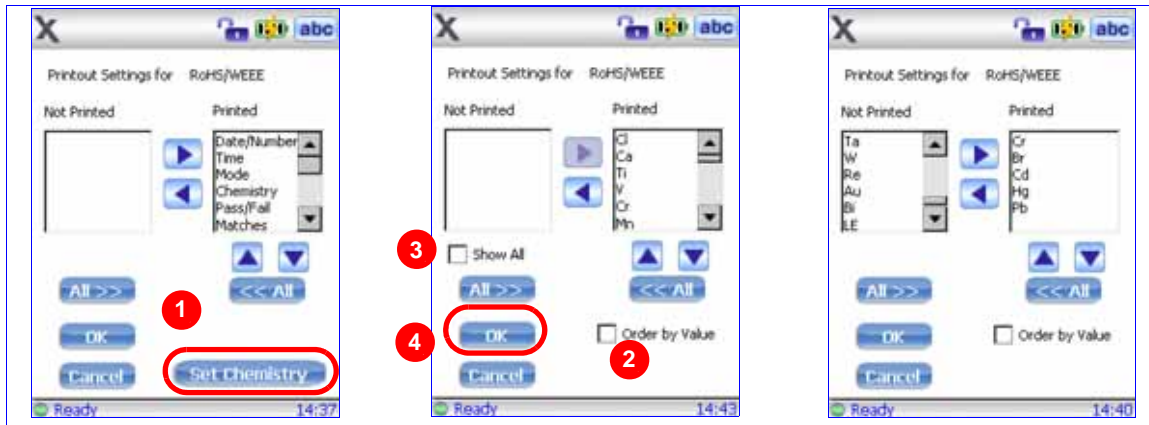 X abc
Printout Settings for RoHS/WEEE
Not Printed Printed
Date/Number
Time
Mode
Chemistry
Pass/Fail
Matches
All >> << All
1
OK
Cancel Set Chemistry
Ready 14:37
X abc
Printout Settings for RoHS/WEEE
Not Printed Printed
Cl
Ca
Ti
V
Cr
Mn
3 Show All
All >> << All
4 OK Order by Value
2
Cancel
Ready 14:43
X abc
Printout Settings for RoHS/WEEE
Not Printed Printed
Ta Cr
W Br
Re Cd
Au Hg
Bi Pb
LE
All >> << All
OK Order by Value
Cancel
Ready 14:40